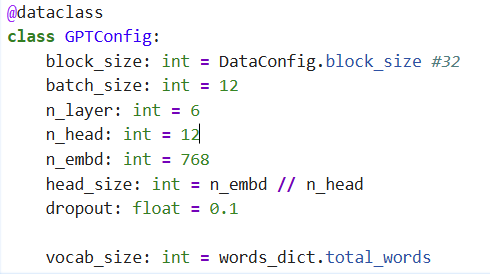 @dataclass
class GPTConfig:
    block_size: int = DataConfig.block_size #32
    batch_size: int = 12
    n_layer: int = 6
    n_head: int = 12
    n_embd: int = 768
    head_size: int = n_embd // n_head
    dropout: float = 0.1

    vocab_size: int = words_dict.total_words